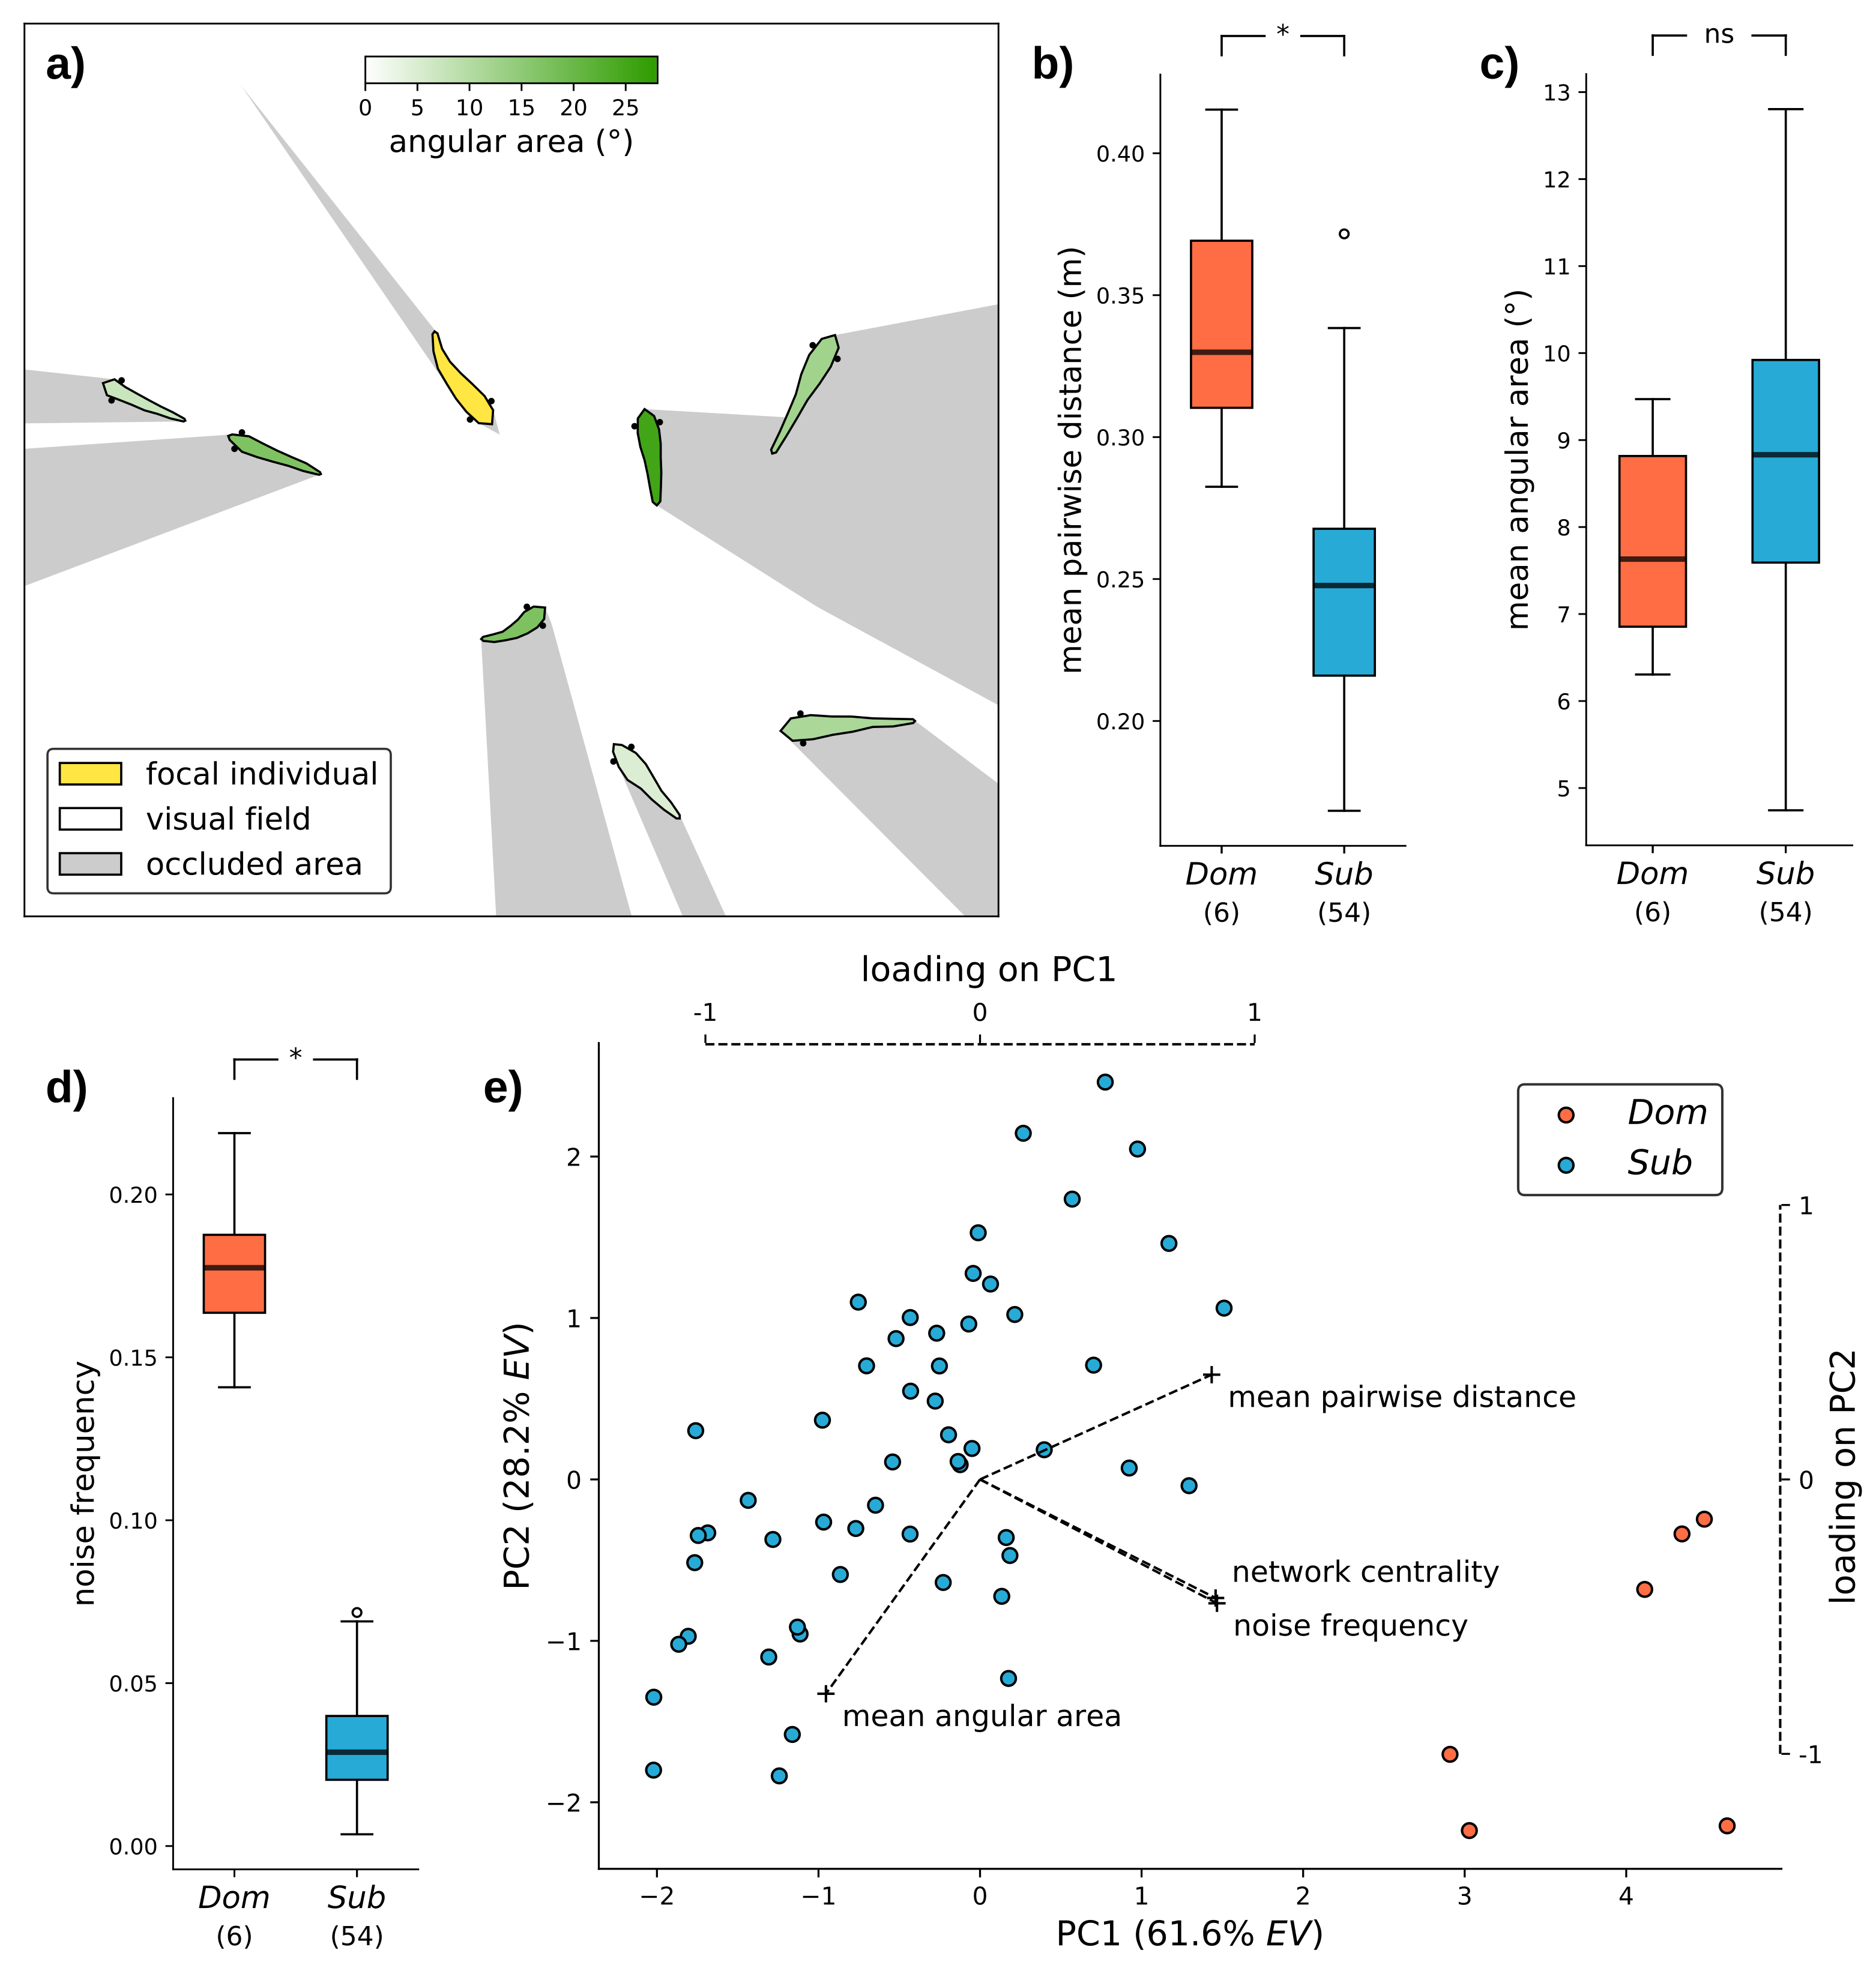 a)
0 5 10 15 20 25
angular area (°)
focal individual
visual field
occluded area
b)
*
mean pairwise distance (m)
0.40
0.35
0.30
0.25
0.20
Dom Sub
(6) (54)
c)
ns
mean angular area (°)
13
12
11
10
9
8
7
6
5
Dom Sub
(6) (54)
d)
*
noise frequency
0.20
0.15
0.10
0.05
0.00
Dom Sub
(6) (54)
e)
loading on PC1
-1 0 1
Dom
Sub
PC2 (28.2% EV)
2
1
0
−1
−2
mean pairwise distance
network centrality
noise frequency
mean angular area
1
0
-1
loading on PC2
−2 −1 0 1 2 3 4
PC1 (61.6% EV)